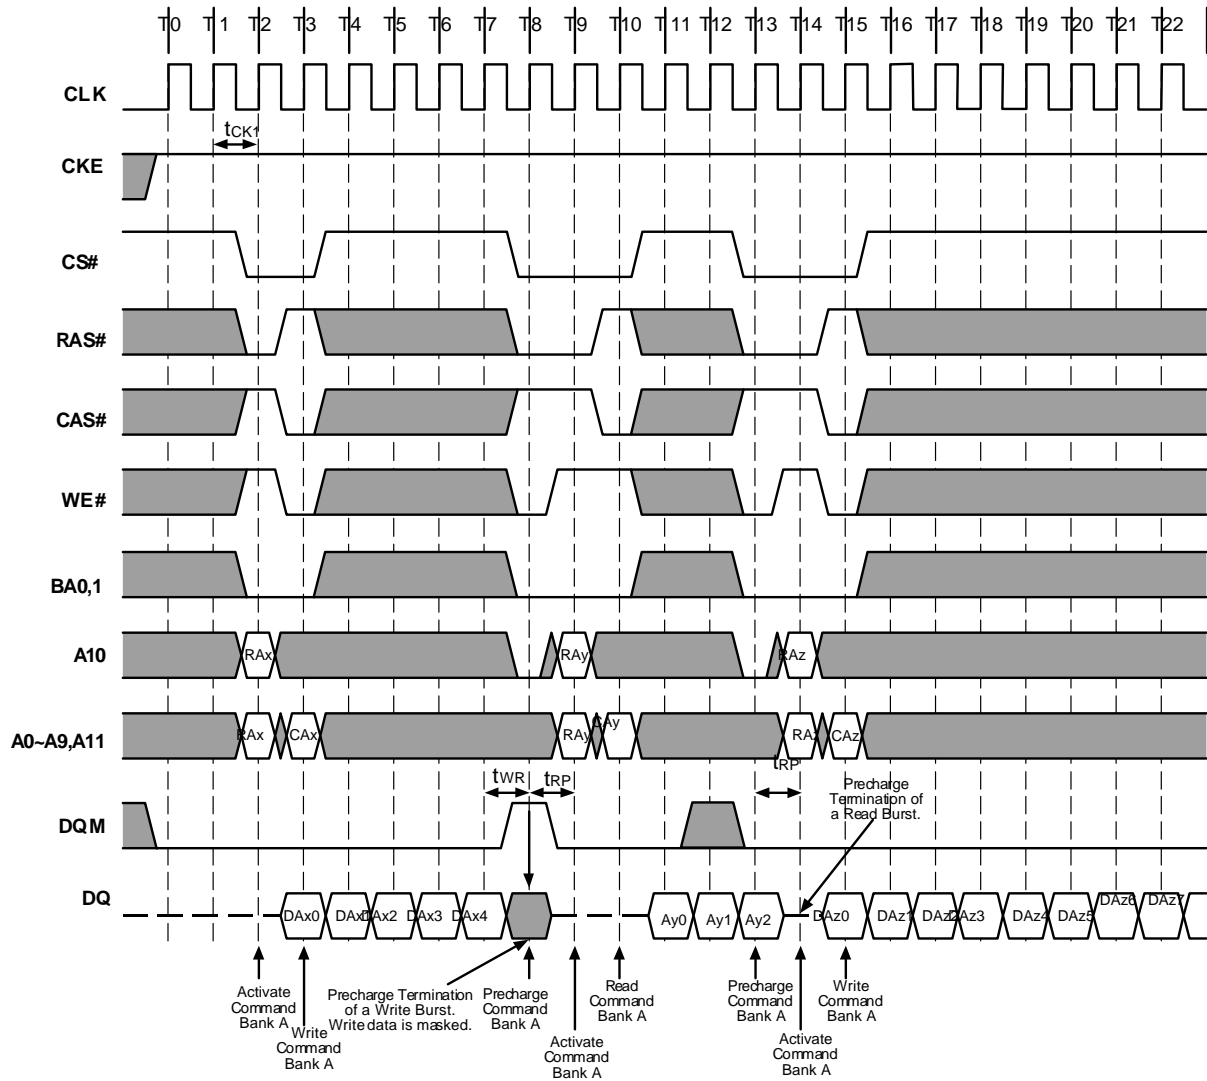 T0 T1 T2 T3 T4 T5 T6 T7 T8 T9 T10 T11 T12 T13 T14 T15 T16 T17 T18 T19 T20 T21 T22
CLK
tCK1
CKE
CS#
RAS#
CAS#
WE#
BA0,1
A10
RAx RAy RAz
A0~A9,A11
RAx CAx RAy CAy RAz CAz
tWR tRP tRP
Precharge
Termination of
a Read Burst.
DQM
DQ
DAx0 DAx1 DAx2 DAx3 DAx4 Ay0 Ay1 Ay2 DAz0 DAz1 DAz2 DAz3 DAz4 DAz5 DAz6 DAz7
Activate
Command
Bank A
Write
Command
Bank A
Precharge Termination
of a Write Burst.
Write data is masked.
Precharge
Command
Bank A
Activate
Command
Bank A
Read
Command
Bank A
Precharge
Command
Bank A
Activate
Command
Bank A
Write
Command
Bank A